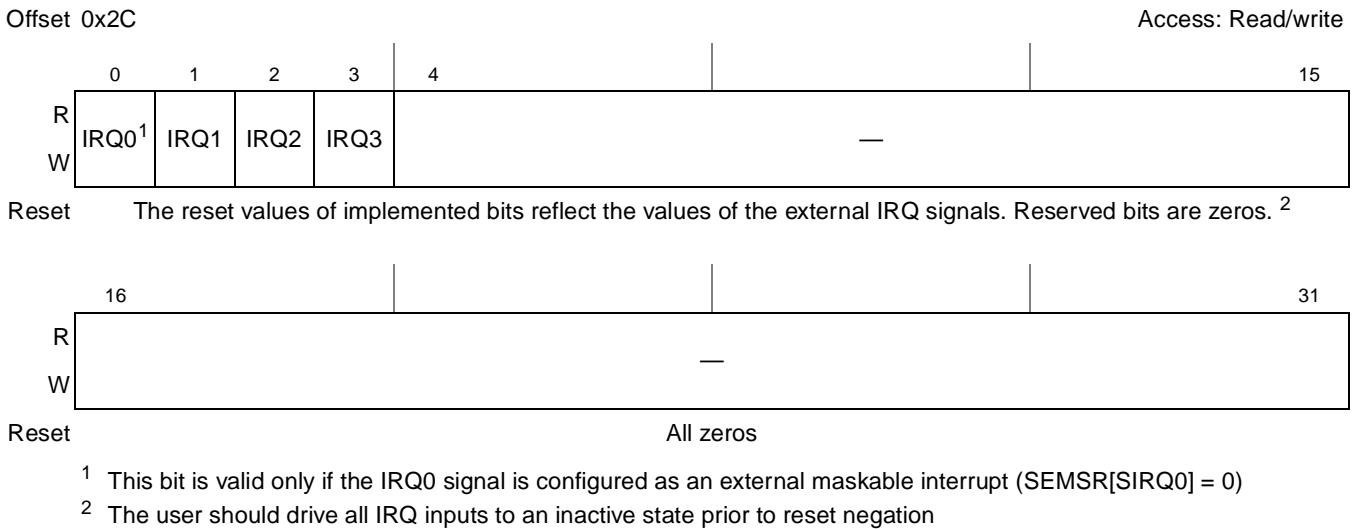 Offset 0x2C Access: Read/write
0 1 2 3 4 15
R
IRQ0¹ IRQ1 IRQ2 IRQ3 —
W
Reset The reset values of implemented bits reflect the values of the external IRQ signals. Reserved bits are zeros. ²
16 31
R
—
W
Reset All zeros
¹ This bit is valid only if the IRQ0 signal is configured as an external maskable interrupt (SEMSR[SIRQ0] = 0)
² The user should drive all IRQ inputs to an inactive state prior to reset negation